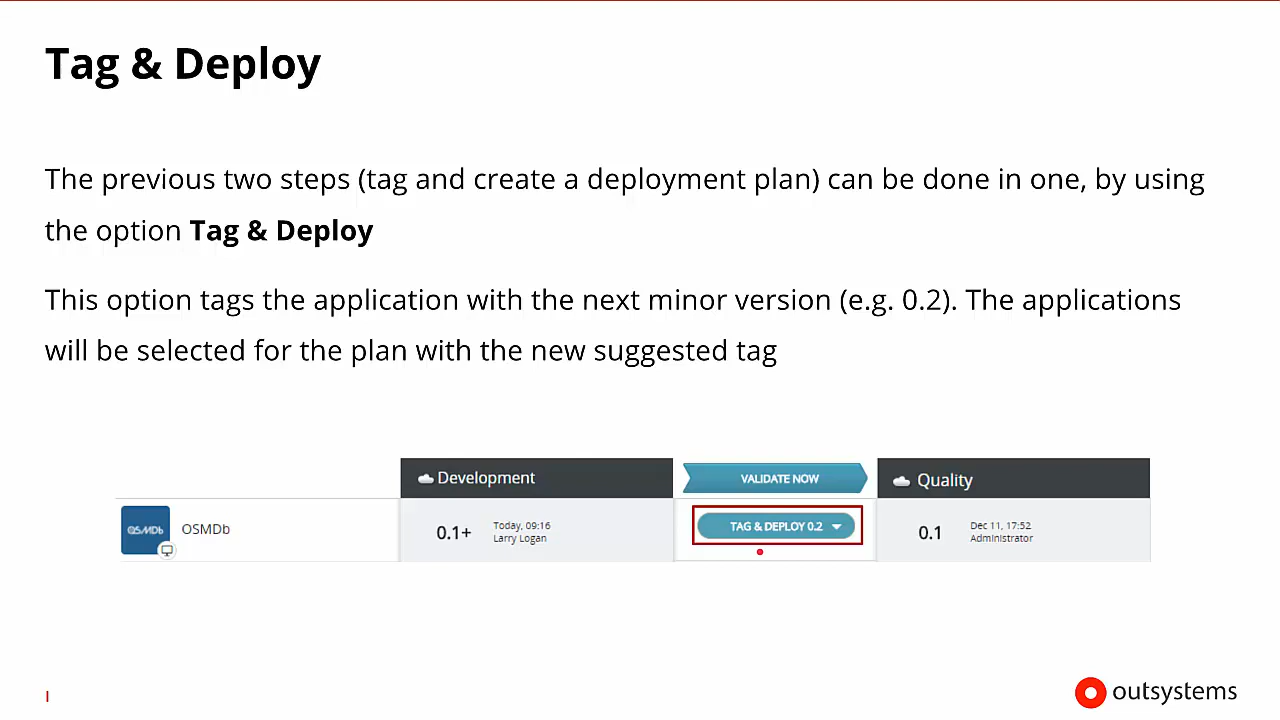 Tag & Deploy
The previous two steps (tag and create a deployment plan) can be done in one, by using
the option Tag & Deploy
This option tags the application with the next minor version (e.g. 0.2). The applications
will be selected for the plan with the new suggested tag
Development
VALIDATE NOW
Quality
OSMDb
OSMDb
0.1+
Today, 09:16
Larry Logan
TAG & DEPLOY 0.2
0.1
Dec 11, 17:52
Administrator
I
outsystems